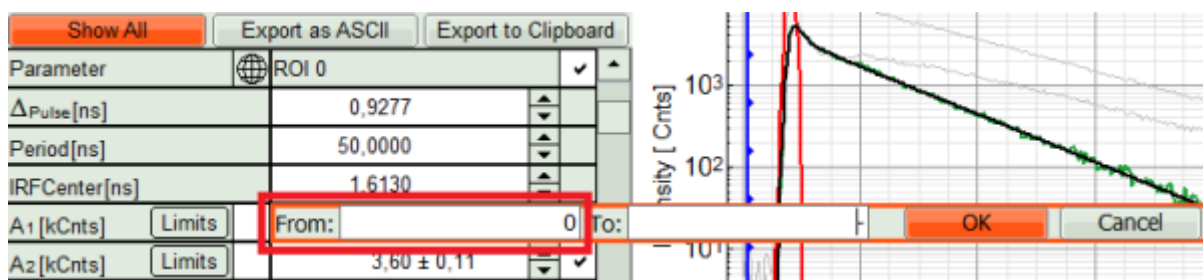 Show All Export as ASCII Export to Clipboard
Parameter ROI 0
ΔPulse[ns] 0,9277
Period[ns] 50,0000
IRFCenter[ns] 1,6130
A1[kCnts] Limits From: 0 To: OK Cancel
A2[kCnts] Limits 3,60 ± 0,11
10³
10²
10¹
[ Cnts]